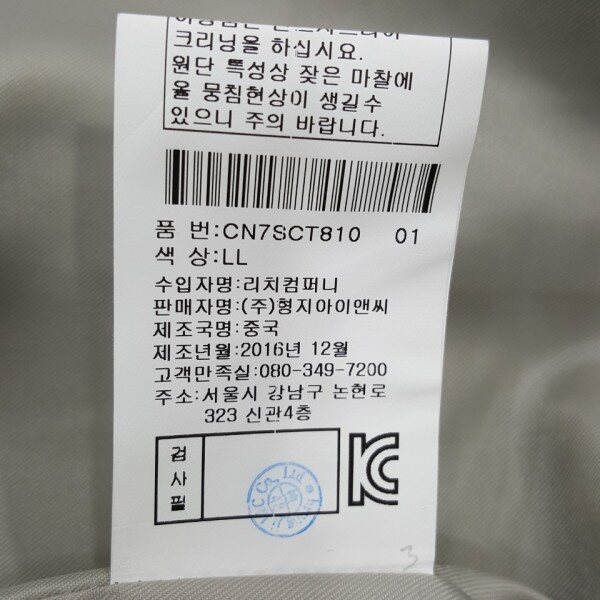 크리닝을 하십시요.
원단 특성상 잦은 마찰에
올 뭉침현상이 생길수
있으니 주의 바랍니다.
품 번:CN7SCT810 01
색 상:LL
수입자명:리치컴퍼니
판매자명:(주)형지아이앤씨
제조국명:중국
제조년월:2016년 12월
고객만족실:080-349-7200
주소:서울시 강남구 논현로
323 신관4층
검
사
필
KC
3